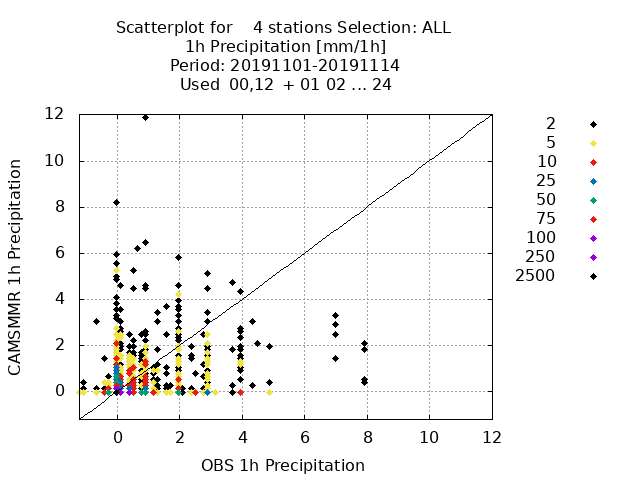 Scatterplot for    4 stations Selection: ALL
1h Precipitation [mm/1h]
Period: 20191101-20191114
Used  00,12  + 01 02 ... 24
12
10
8
6
4
2
0
CAMSMMR 1h Precipitation
0 2 4 6 8 10 12
OBS 1h Precipitation
2
5
10
25
50
75
100
250
2500